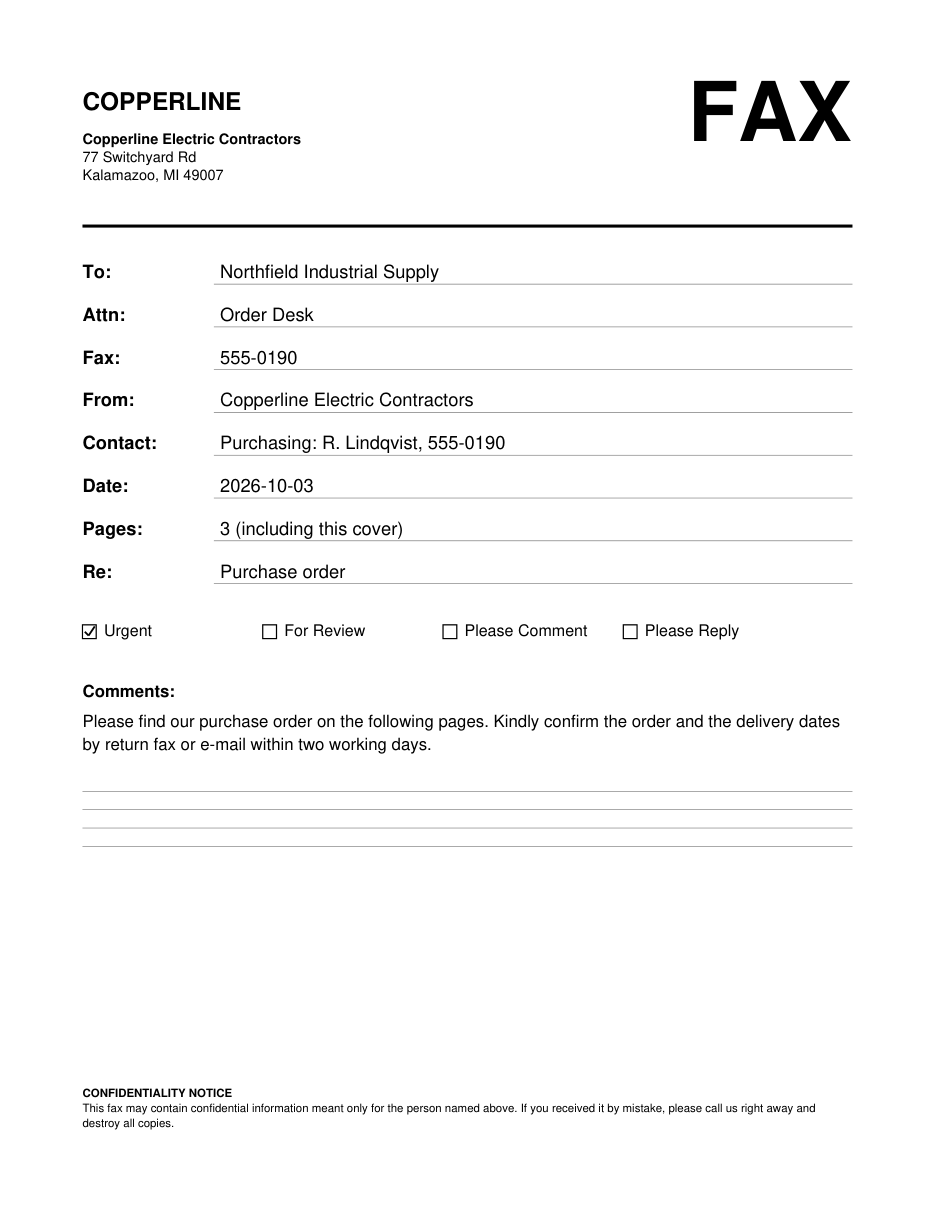 COPPERLINE
FAX
Copperline Electric Contractors
77 Switchyard Rd
Kalamazoo, MI 49007
To: Northfield Industrial Supply
Attn: Order Desk
Fax: 555-0190
From: Copperline Electric Contractors
Contact: Purchasing: R. Lindqvist, 555-0190
Date: 2026-10-03
Pages: 3 (including this cover)
Re: Purchase order
Urgent For Review Please Comment Please Reply
Comments:
Please find our purchase order on the following pages. Kindly confirm the order and the delivery dates
by return fax or e-mail within two working days.
CONFIDENTIALITY NOTICE
This fax may contain confidential information meant only for the person named above. If you received it by mistake, please call us right away and
destroy all copies.